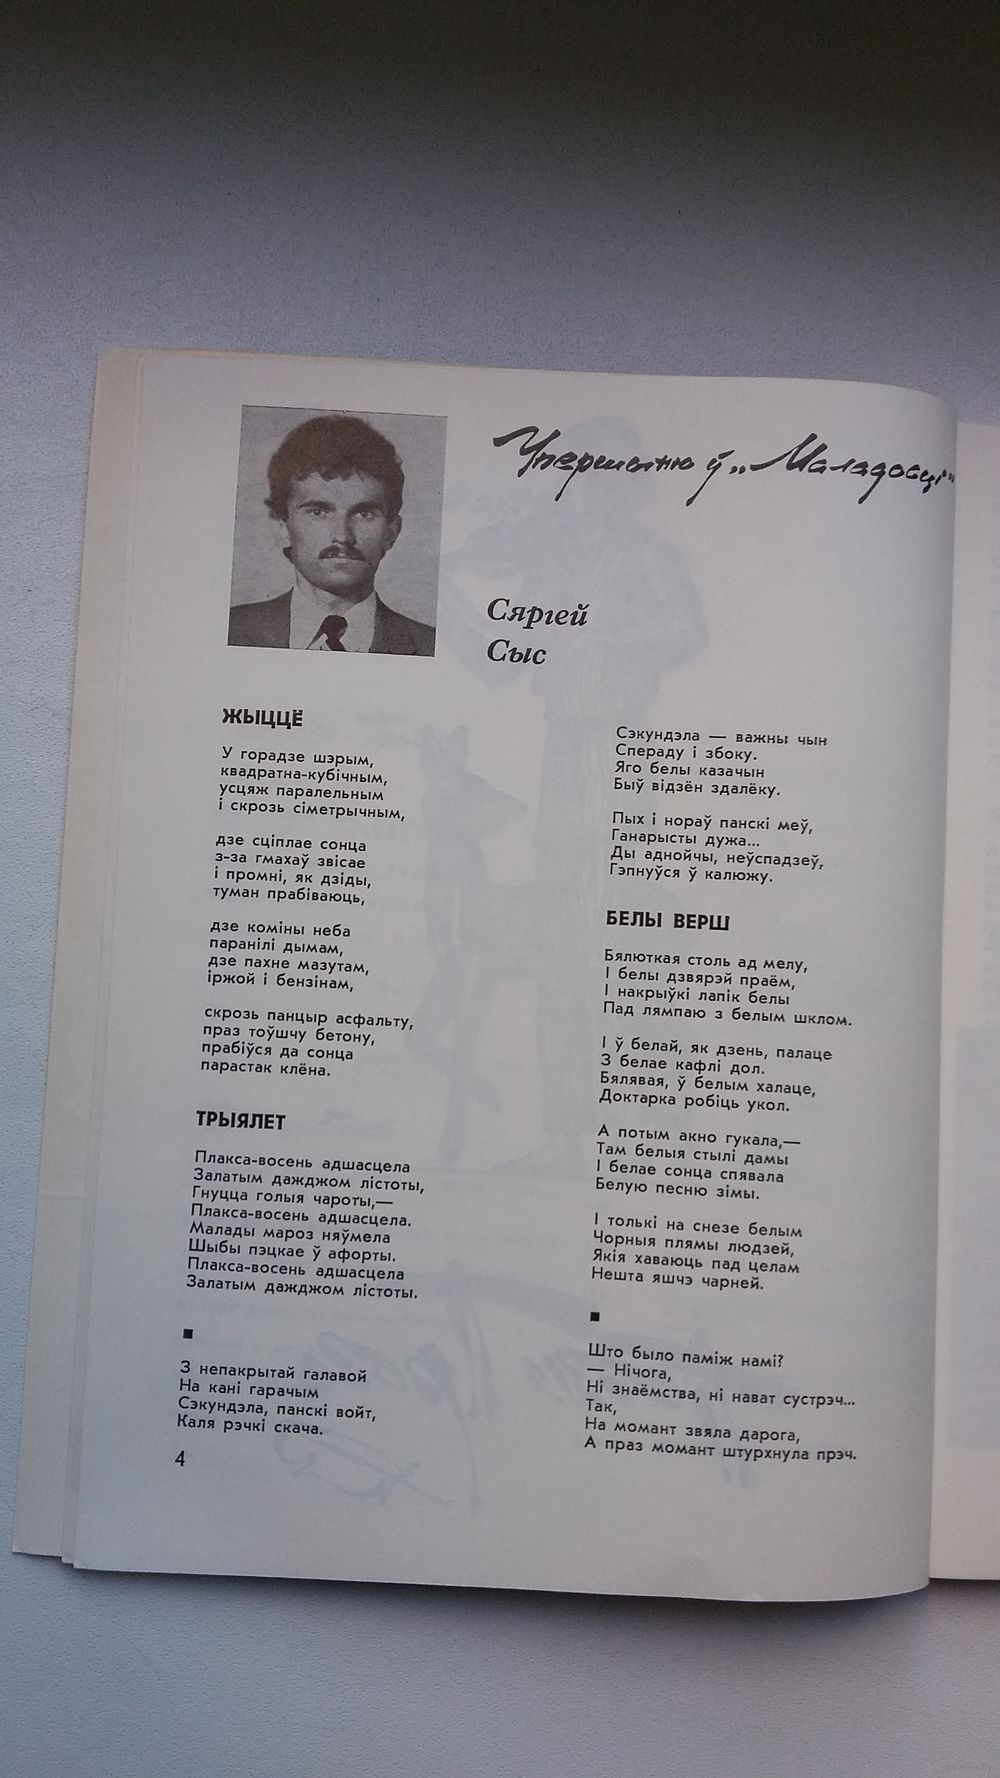 Упершыню ў „Маладосці"
Сяргей
Сыс
ЖЫЦЦЁ
У горадзе шэрым,
квадратна-кубічным,
усцяж паралельным
і скрозь сіметрычным,
дзе сціплае сонца
з-за гмахаў звісае
і промні, як дзіды,
туман прабіваюць,
дзе коміны неба
паранілі дымам,
дзе пахне мазутам,
іржой і бензінам,
скрозь панцыр асфальту,
праз тоўшчу бетону,
прабіўся да сонца
парастак клёна.
ТРЫЯЛЕТ
Плакса-восень адшасцела
Залатым дажджом лістоты,
Гнуцца голыя чароты,—
Плакса-восень адшасцела.
Малады мароз няўмела
Шыбы пэцкае ў афорты.
Плакса-восень адшасцела
Залатым дажджом лістоты.
■
З непакрытай галавой
На кані гарачым
Сэкундэла, панскі войт,
Каля рэчкі скача.
4
Сэкундэла — важны чын
Спераду і збоку.
Яго белы казачын
Быў відзён здалёку.
Пых і нораў панскі меў,
Ганарысты дужа...
Ды аднойчы, неўспадзеў,
Гэпнуўся ў калюжу.
БЕЛЫ ВЕРШ
Бялюткая столь ад мелу,
І белы дзвярэй праём,
І накрыўкі лапік белы
Пад лямпаю з белым шклом.
І ў белай, як дзень, палаце
З белае кафлі дол.
Бялявая, ў белым халаце,
Доктарка робіць укол.
А потым акно гукала,—
Там белыя стылі дамы
І белае сонца спявала
Белую песню зімы.
І толькі на снезе белым
Чорныя плямы людзей,
Якія хаваюць пад целам
Нешта яшчэ чарней.
■
Што было паміж намі?
— Нічога,
Ні знаёмства, ні нават сустрэч...
Так,
На момант звяла дарога,
А праз момант штурхнула прэч.